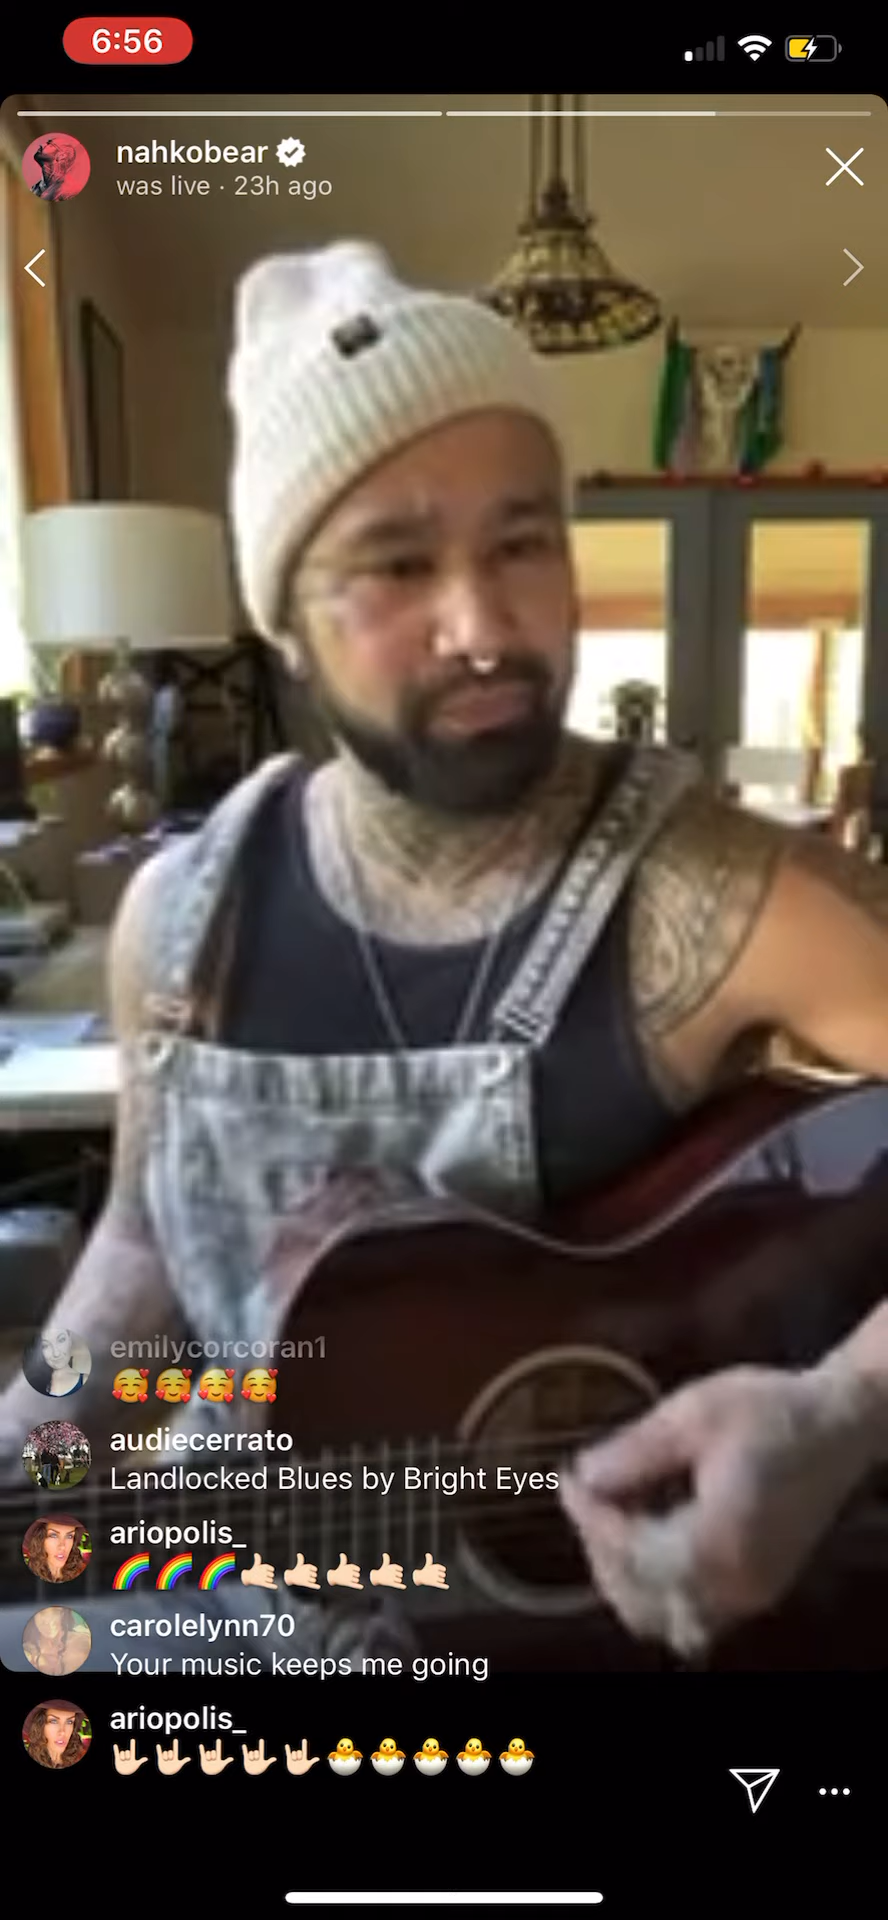 6:56
nahkobear
was live · 23h ago
emilycorcoran1
🥰🥰🥰🥰
audiecerrato
Landlocked Blues by Bright Eyes
ariopolis_
🌈🌈🌈🤙🏻🤙🏻🤙🏻🤙🏻🤙🏻
carolelynn70
Your music keeps me going
ariopolis_
🤟🏻🤟🏻🤟🏻🤟🏻🤟🏻🐣🐣🐣🐣🐣